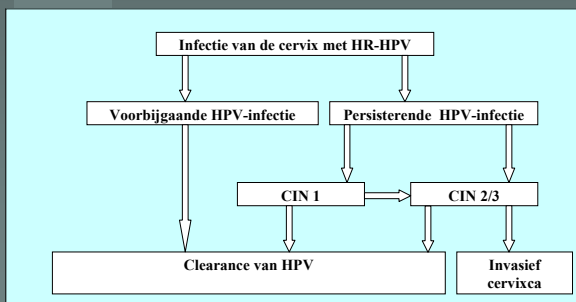 Infectie van de cervix met HR-HPV
Voorbijgaande HPV-infectie
Persisterende HPV-infectie
CIN 1
CIN 2/3
Clearance van HPV
Invasief
cervixca